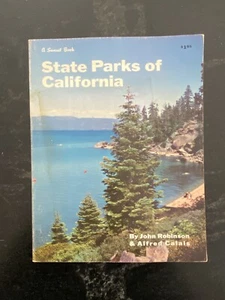 A Sunset Book
State Parks of
California
By John Robinson
& Alfred Calais